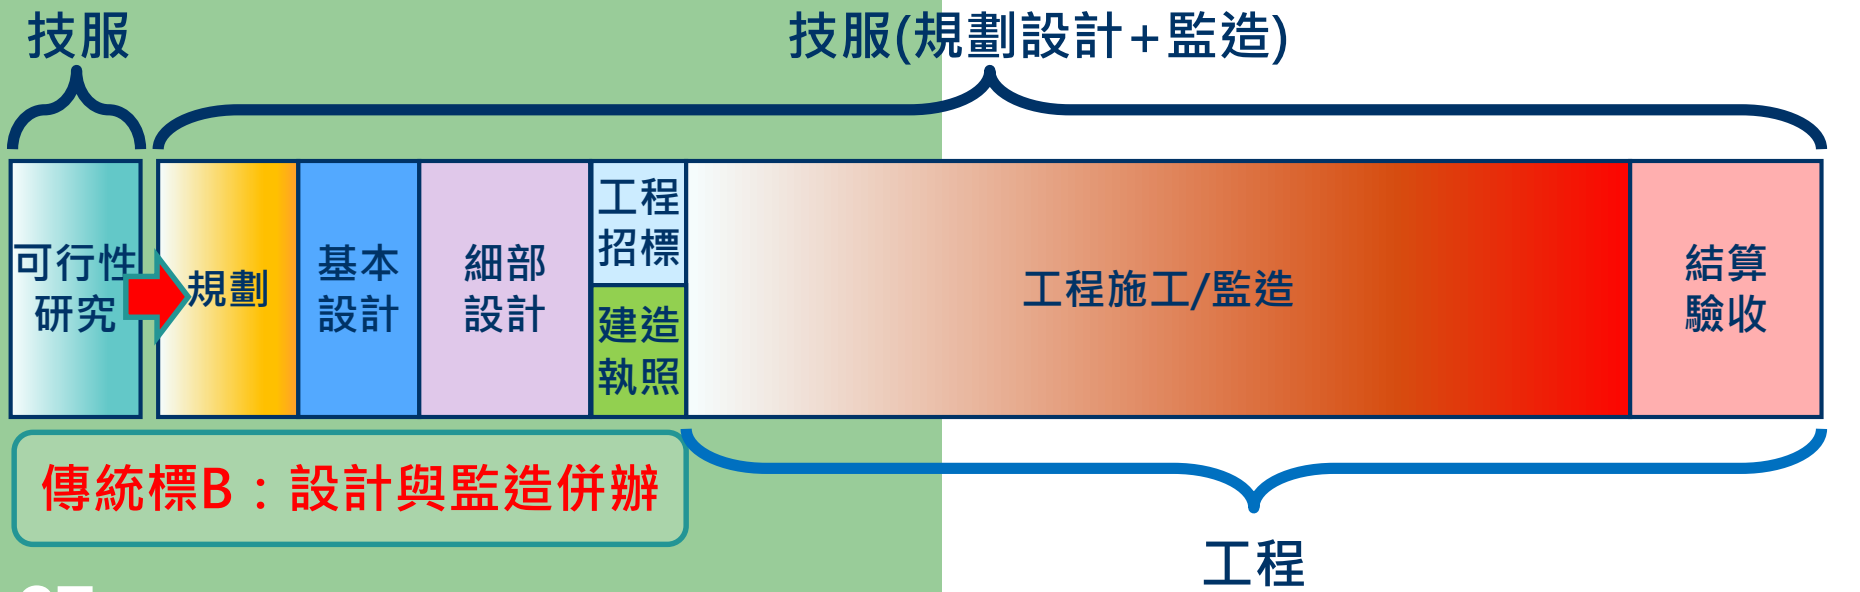 技服
技服(規劃設計+監造)
可行性
研究
規劃
基本
設計
細部
設計
工程
招標
建造
執照
工程施工/監造
結算
驗收
傳統標B：設計與監造併辦
工程